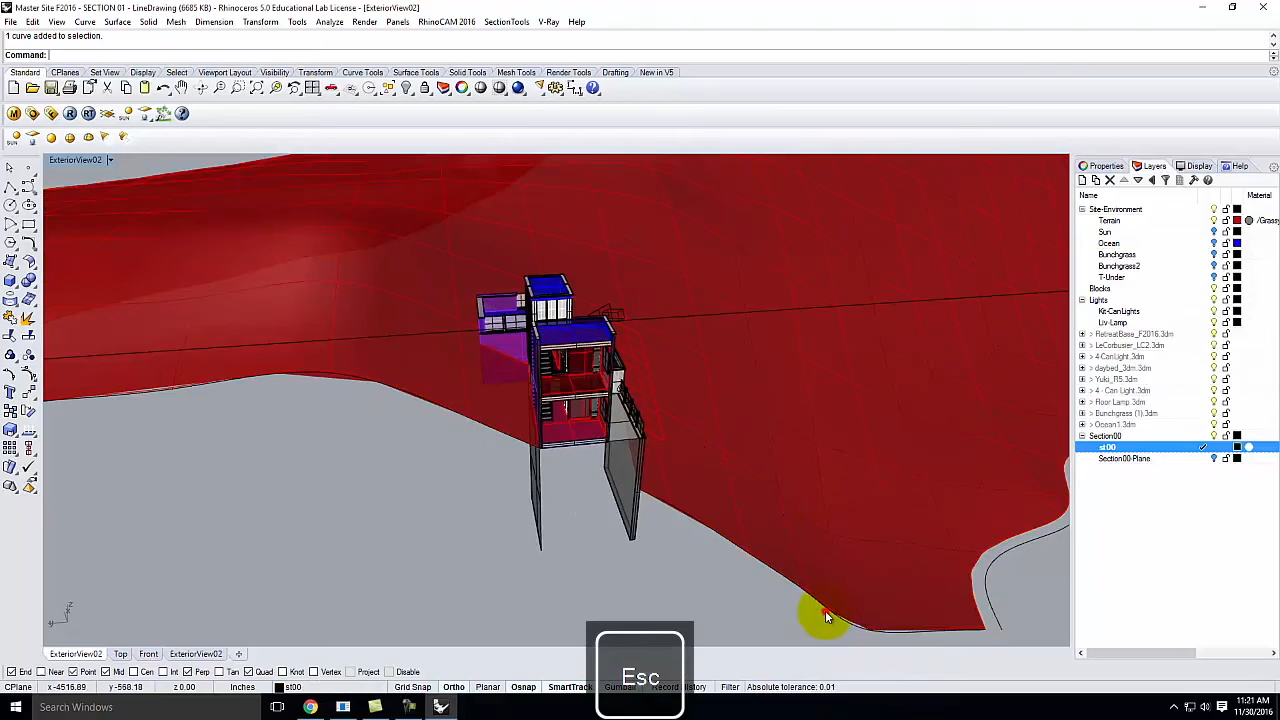 Master Site F2016 - LineDrawing (6685 KB) - Rhinoceros 5.0 Educational Lab License - [ExteriorView02]
File Edit View Curve Surface Solid Mesh Dimension Transform Tools Analyze Render Panels RhinoCAM 2016 SectionTools V-Ray Help
1 curve added to selection.
Command:
Standard CPlanes Set View Display Select Viewport Layout Visibility Transform Curve Tools Surface Tools Solid Tools Mesh Tools Render Tools Drafting New in V5
ExteriorView02
Properties Layers Display Help
Name Material
Site-Environment
Terrain /Grassy
Sun
Ocean
Bunchgrass
Bunchgrass2
T-Under
Blocks
Lights
Kit-CanLights
Liv-Lamp
RetreatBase_F2016.3dm
LeCorbusier_LC2.3dm
4-CanLight.3dm
daybed_3dm.3dm
Yuki_R5.3dm
4 - Can Light.3dm
Floor Lamp.3dm
Bunchgrass (1).3dm
Ocean1.3dm
Section00
st00
Section00-Plane
Esc
ExteriorView02 Top Front ExteriorView02
End Near Point Mid Cen Int Perp Tan Quad Knot Vertex Project Disable
CPlane x-4516.89 y-568.18 z0.00 Inches st00 Grid Snap Ortho Planar Osnap SmartTrack Gumball Record History Filter Absolute tolerance: 0.01
Search Windows
11:21 AM
11/30/2016